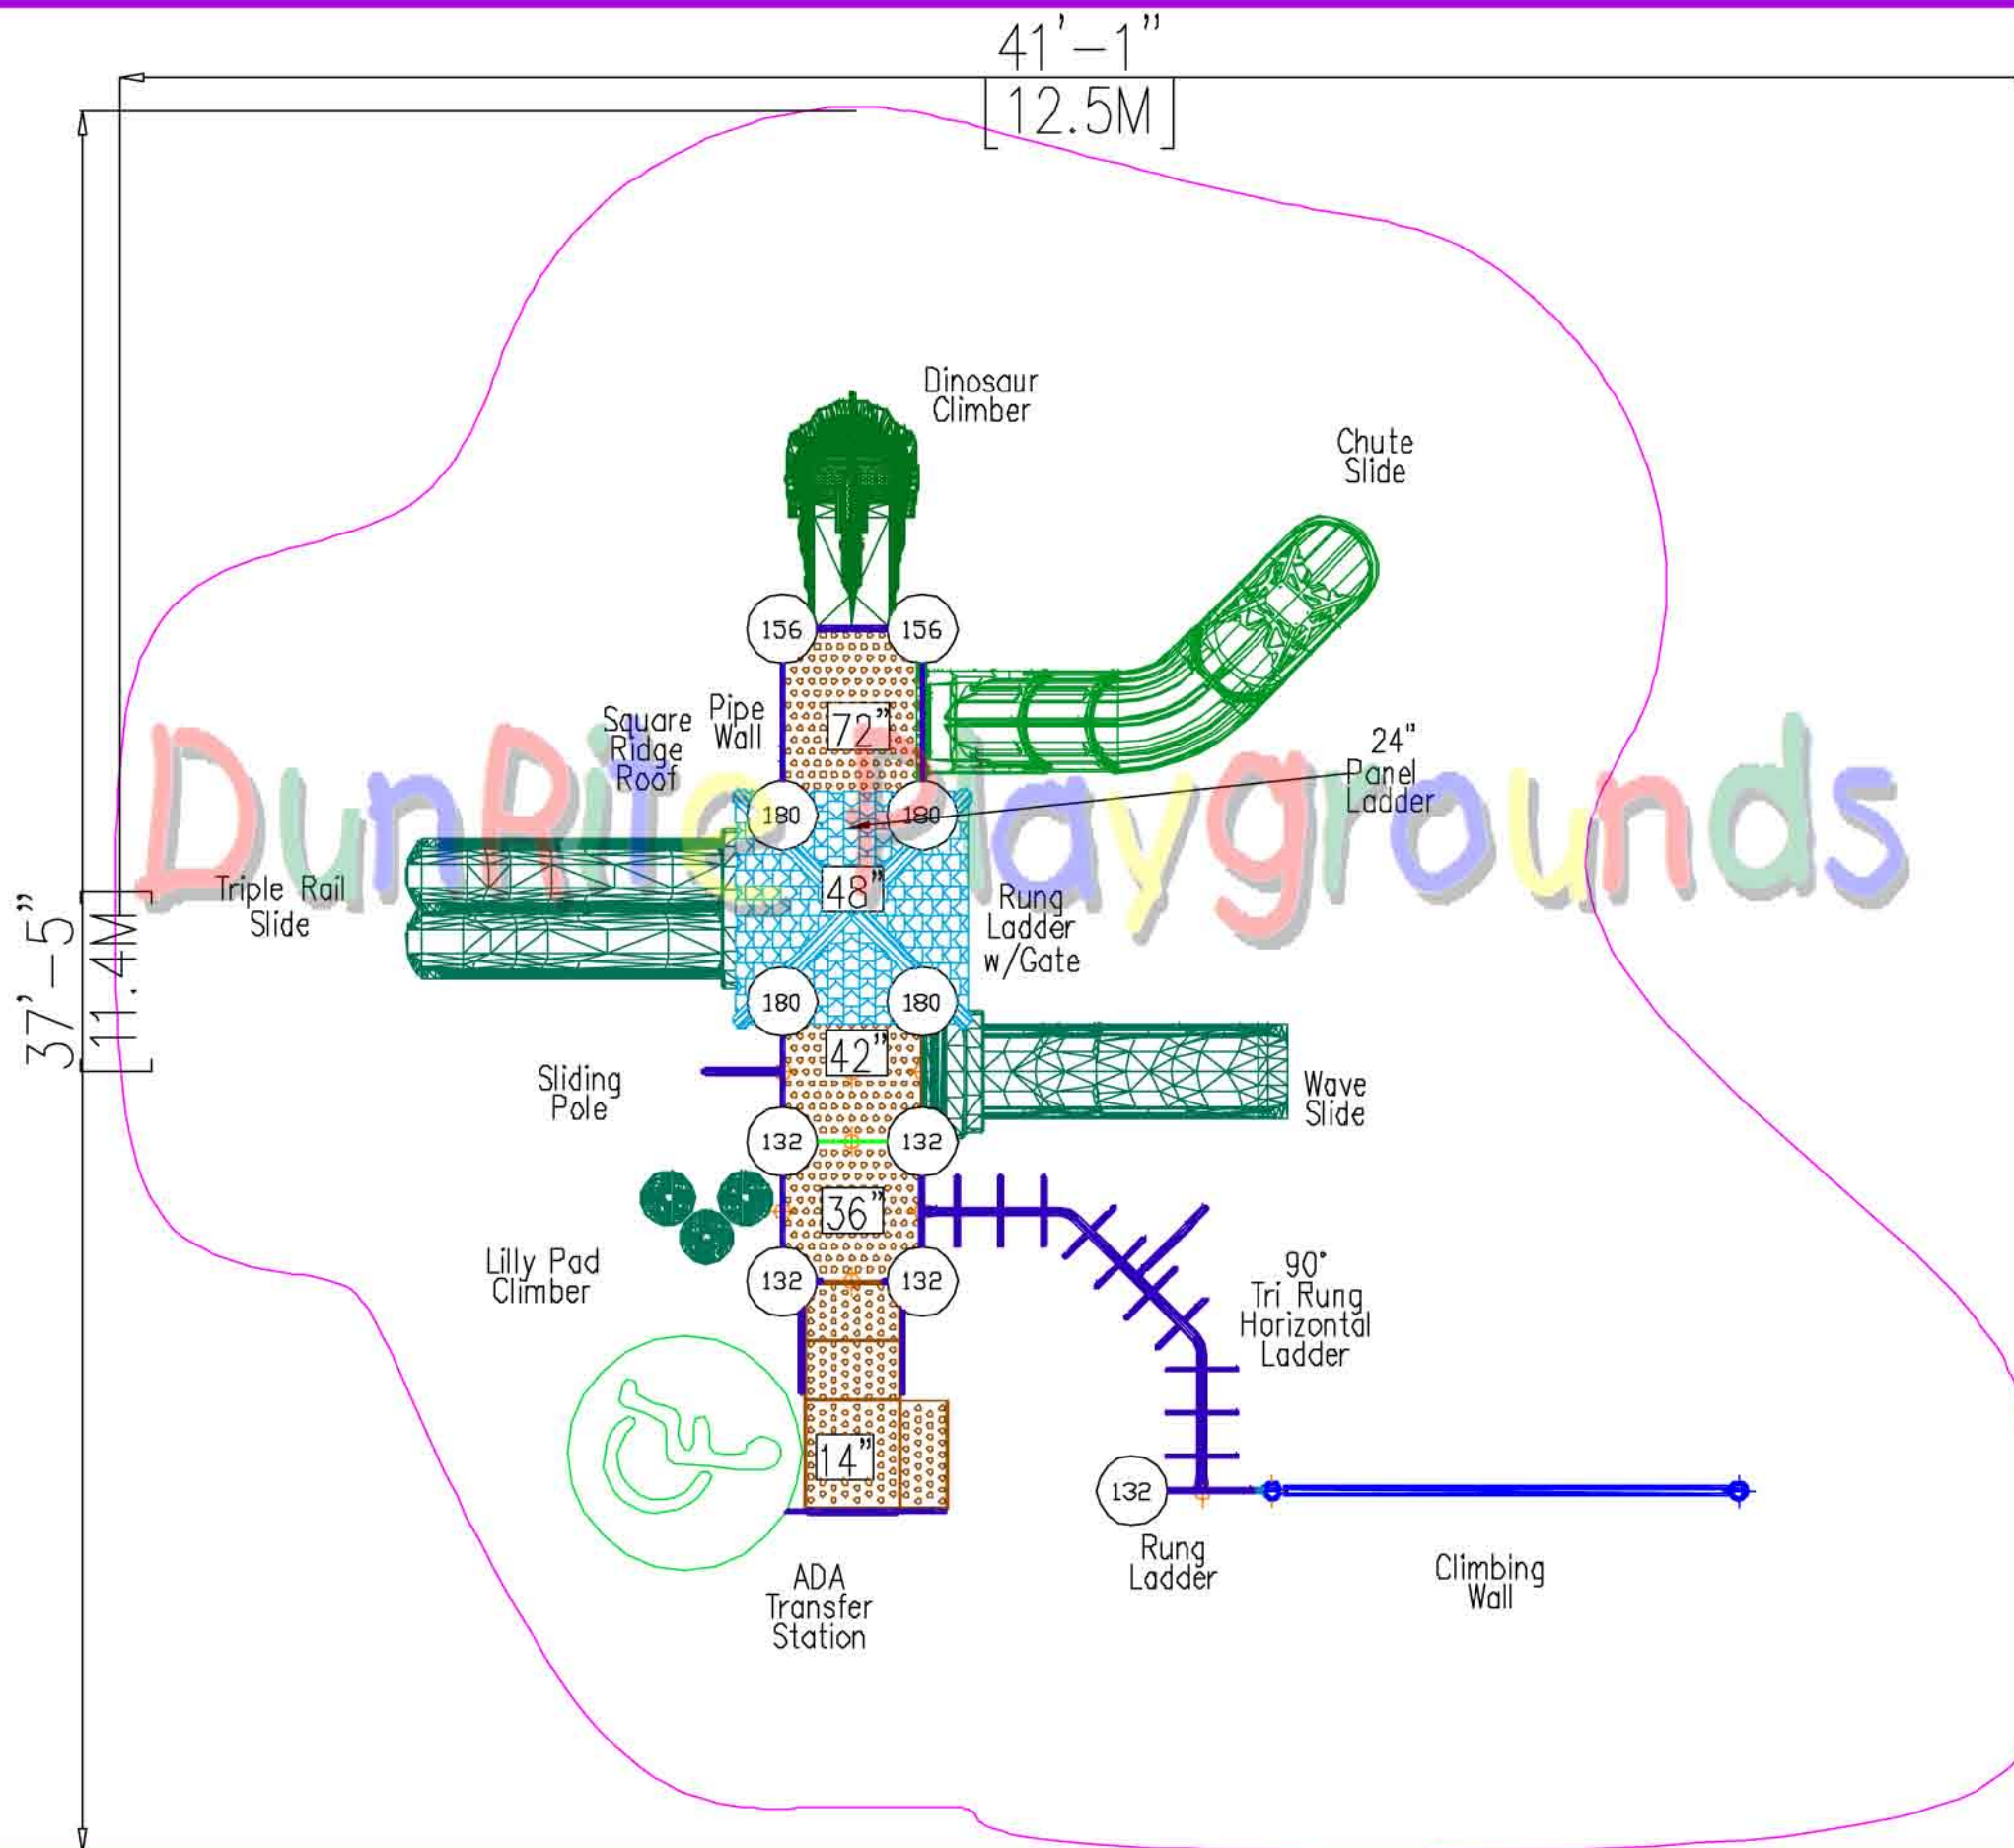 41'-1"
[12.5M]
Dinosaur
Climber
Chute
Slide
156
156
Pipe
Wall
Square
Ridge
Roof
72"
24"
Panel
Ladder
DunRite Playgrounds
180
180
48"
Triple Rail
Slide
Rung
Ladder
w/Gate
37'-5"
[11.4M]
180
180
42"
Sliding
Pole
Wave
Slide
132
132
36"
Lilly Pad
Climber
132
132
90°
Tri Rung
Horizontal
Ladder
14"
132
Rung
Ladder
Climbing
Wall
ADA
Transfer
Station